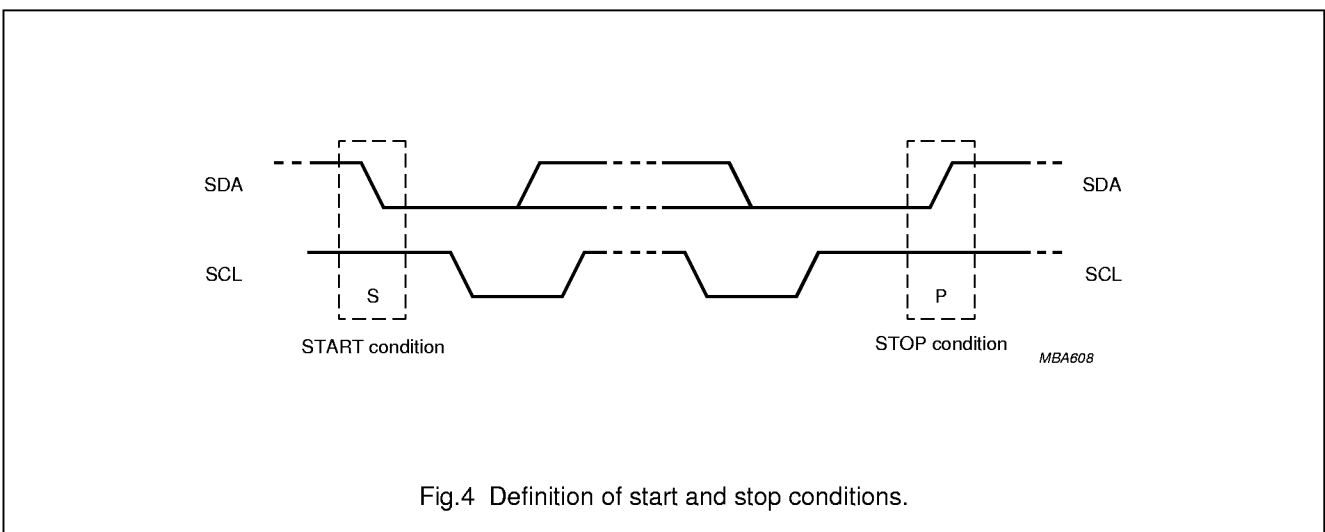 SDA
SDA
SCL
SCL
S
P
START condition
STOP condition
MBA608
Fig.4 Definition of start and stop conditions.